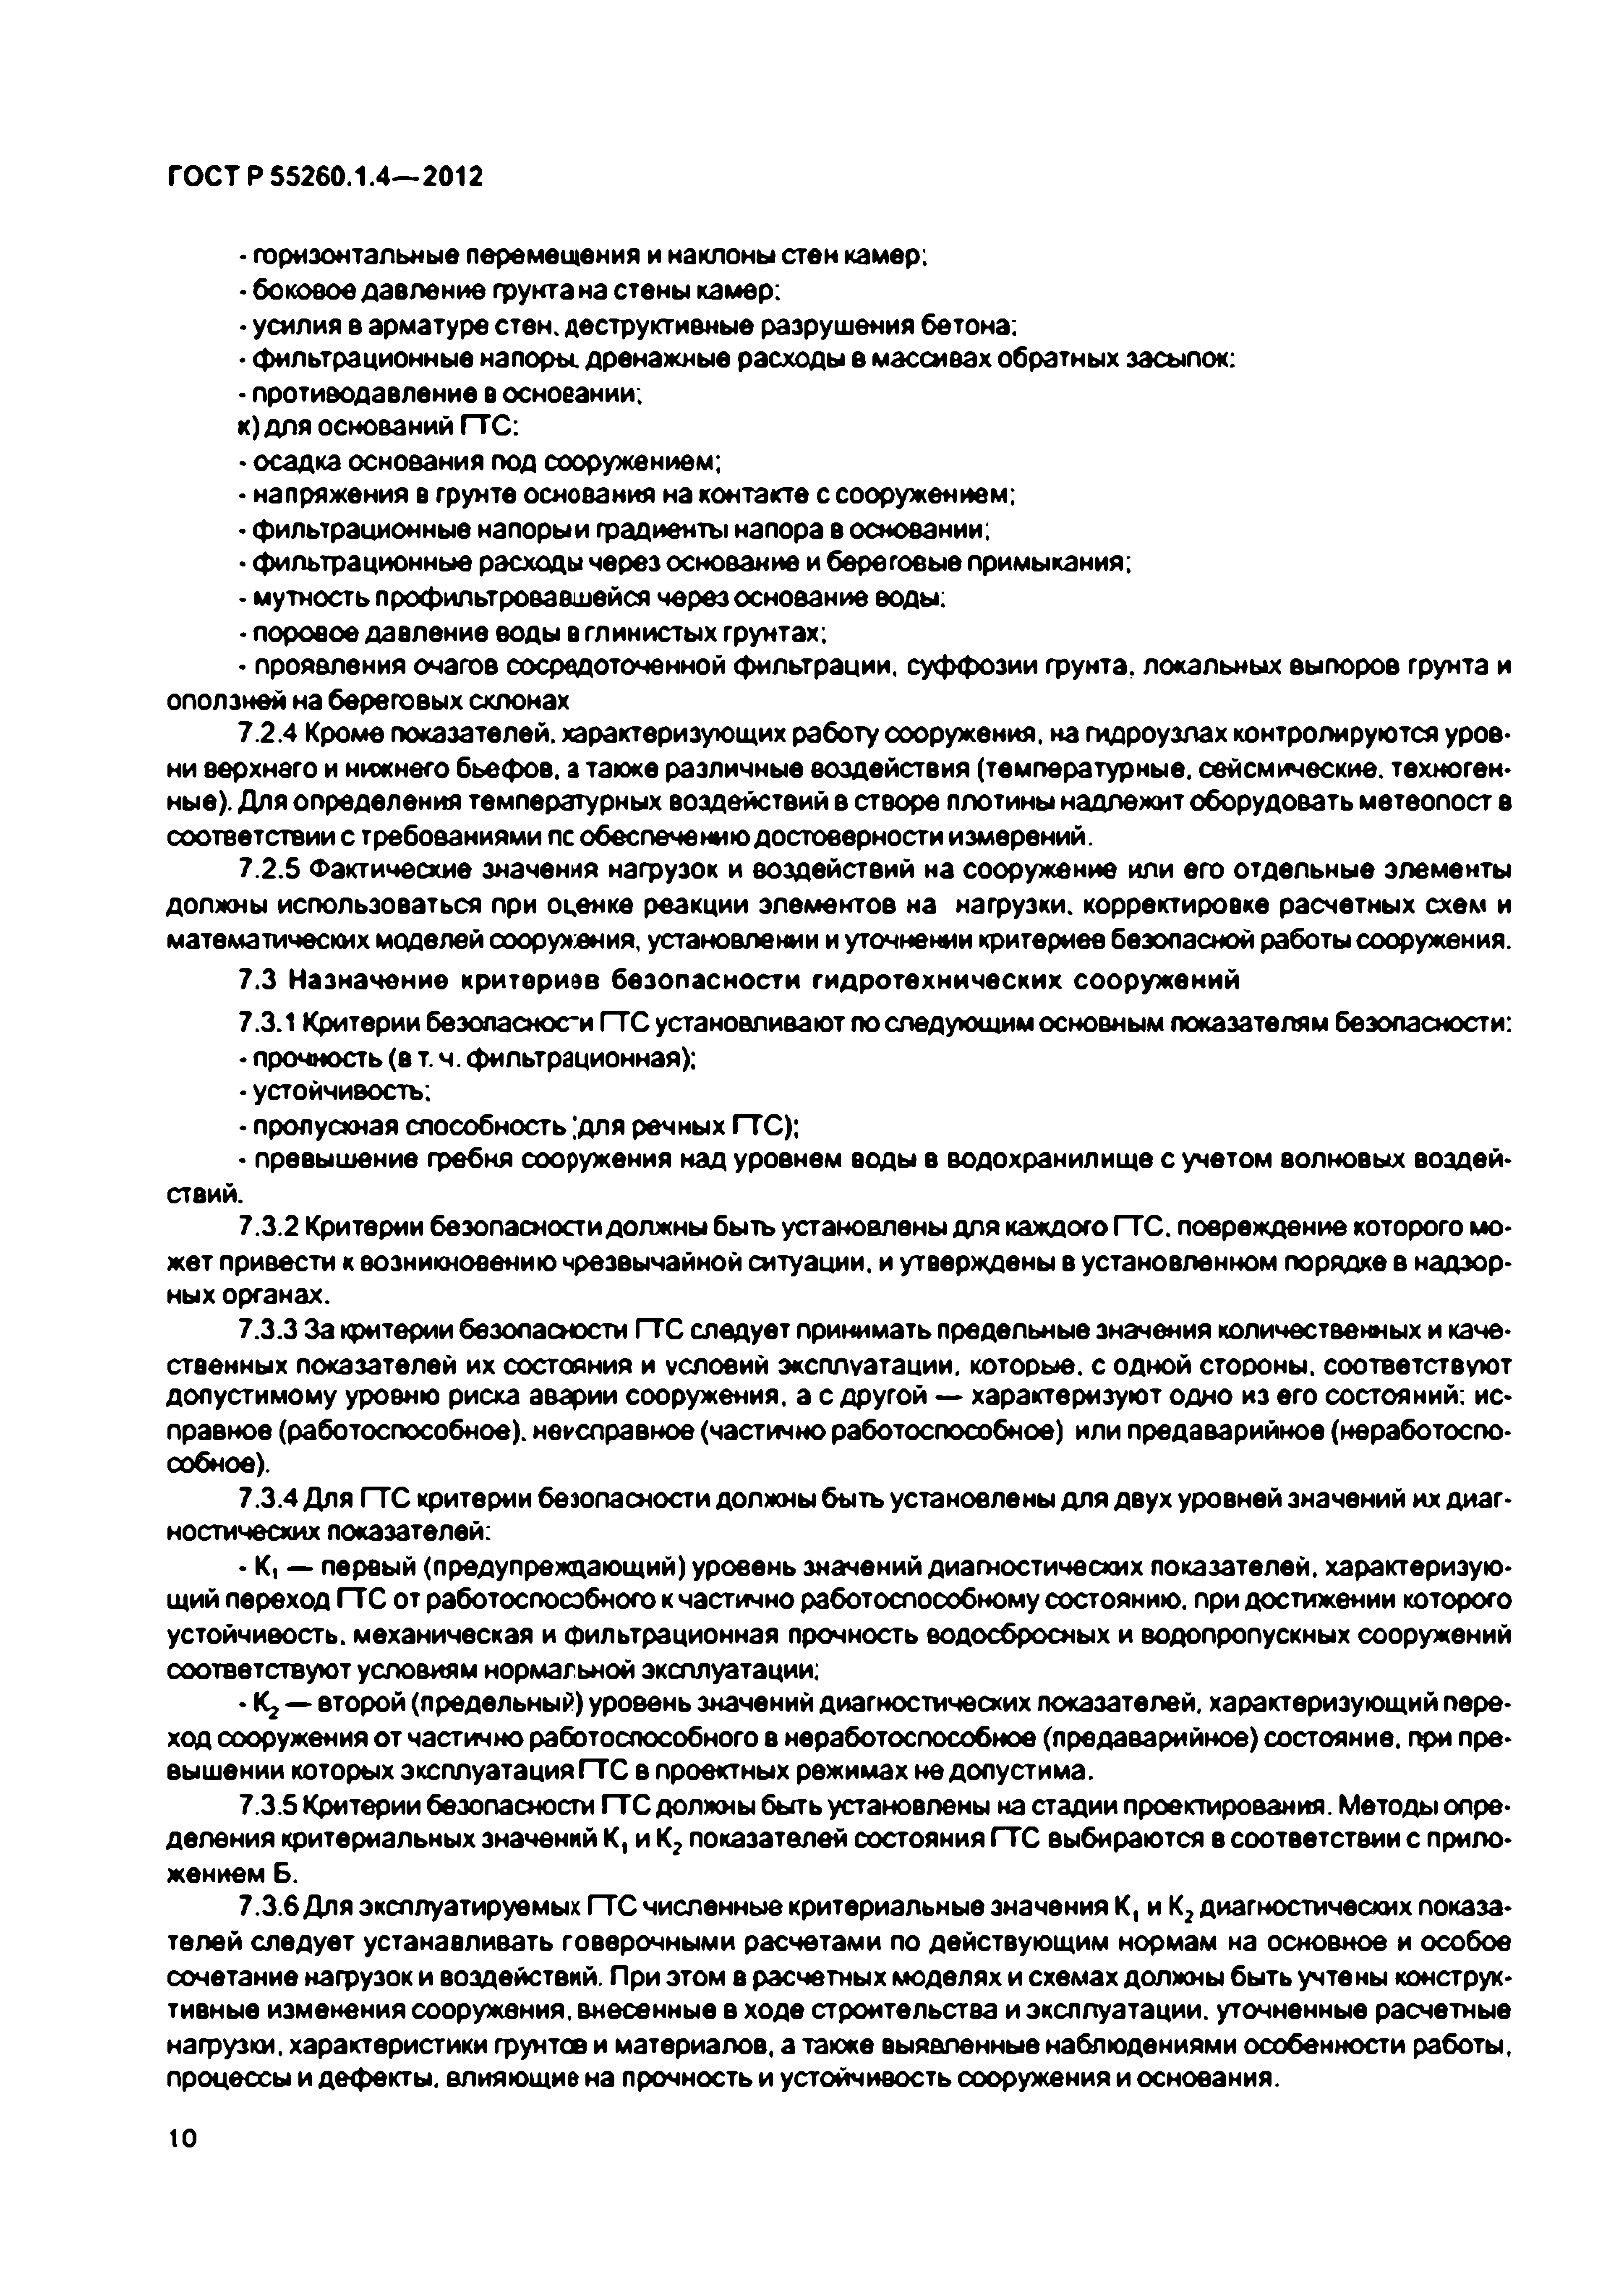 ГОСТ Р 55260.1.4—2012
- горизонтальные перемещения и наклоны стен камер;
- боковое давление грунта на стены камер;
- усилия в арматуре стен, деструктивные разрушения бетона;
- фильтрационные напоры, дренажные расходы в массивах обратных засыпок;
- противодавление в основании;
к) для оснований ГТС:
- осадка основания под сооружением;
- напряжения в грунте основания на контакте с сооружением;
- фильтрационные напоры и градиенты напора в основании;
- фильтрационные расходы через основание и береговые примыкания;
- мутность профильтровавшейся через основание воды;
- поровое давление воды в глинистых грунтах;
- проявления очагов сосредоточенной фильтрации, суффозии грунта, локальных выпоров грунта и
оползней на береговых склонах
7.2.4 Кроме показателей, характеризующих работу сооружения, на гидроузлах контролируются уров-
ни верхнего и нижнего бьефов, а также различные воздействия (температурные, сейсмические, техноген-
ные). Для определения температурных воздействий в створе плотины надлежит оборудовать метеопост в
соответствии с требованиями по обеспечению достоверности измерений.
7.2.5 Фактические значения нагрузок и воздействий на сооружение или его отдельные элементы
должны использоваться при оценке реакции элементов на нагрузки, корректировке расчетных схем и
математических моделей сооружения, установлении и уточнении критериев безопасной работы сооружения.
7.3 Назначение критериев безопасности гидротехнических сооружений
7.3.1 Критерии безопасности ГТС установливают по следующим основным показателям безопасности:
- прочность (в т. ч. фильтрационная);
- устойчивость;
- пропускная способность (для речных ГТС);
- превышение гребня сооружения над уровнем воды в водохранилище с учетом волновых воздей-
ствий.
7.3.2 Критерии безопасности должны быть установлены для каждого ГТС, повреждение которого мо-
жет привести к возникновению чрезвычайной ситуации, и утверждены в установленном порядке в надзор-
ных органах.
7.3.3 За критерии безопасности ГТС следует принимать предельные значения количественных и каче-
ственных показателей их состояния и условий эксплуатации, которые, с одной стороны, соответствуют
допустимому уровню риска аварии сооружения, а с другой — характеризуют одно из его состояний: ис-
правное (работоспособное), неисправное (частично работоспособное) или предаварийное (неработоспо-
собное).
7.3.4 Для ГТС критерии безопасности должны быть установлены для двух уровней значений их диаг-
ностических показателей:
- К₁ — первый (предупреждающий) уровень значений диагностических показателей, характеризую-
щий переход ГТС от работоспособного к частично работоспособному состоянию, при достижении которого
устойчивость, механическая и фильтрационная прочность водосбросных и водопропускных сооружений
соответствуют условиям нормальной эксплуатации;
- К₂ — второй (предельный) уровень значений диагностических показателей, характеризующий пере-
ход сооружения от частично работоспособного в неработоспособное (предаварийное) состояние, при пре-
вышении которых эксплуатация ГТС в проектных режимах не допустима.
7.3.5 Критерии безопасности ГТС должны быть установлены на стадии проектирования. Методы опре-
деления критериальных значений К₁ и К₂ показателей состояния ГТС выбираются в соответствии с прило-
жением Б.
7.3.6 Для эксплуатируемых ГТС численные критериальные значения К₁ и К₂ диагностических показа-
телей следует устанавливать поверочными расчетами по действующим нормам на основное и особое
сочетание нагрузок и воздействий. При этом в расчетных моделях и схемах должны быть учтены конструк-
тивные изменения сооружения, внесенные в ходе строительства и эксплуатации, уточненные расчетные
нагрузки, характеристики грунтов и материалов, а также выявленные наблюдениями особенности работы,
процессы и дефекты, влияющие на прочность и устойчивость сооружения и основания.
10